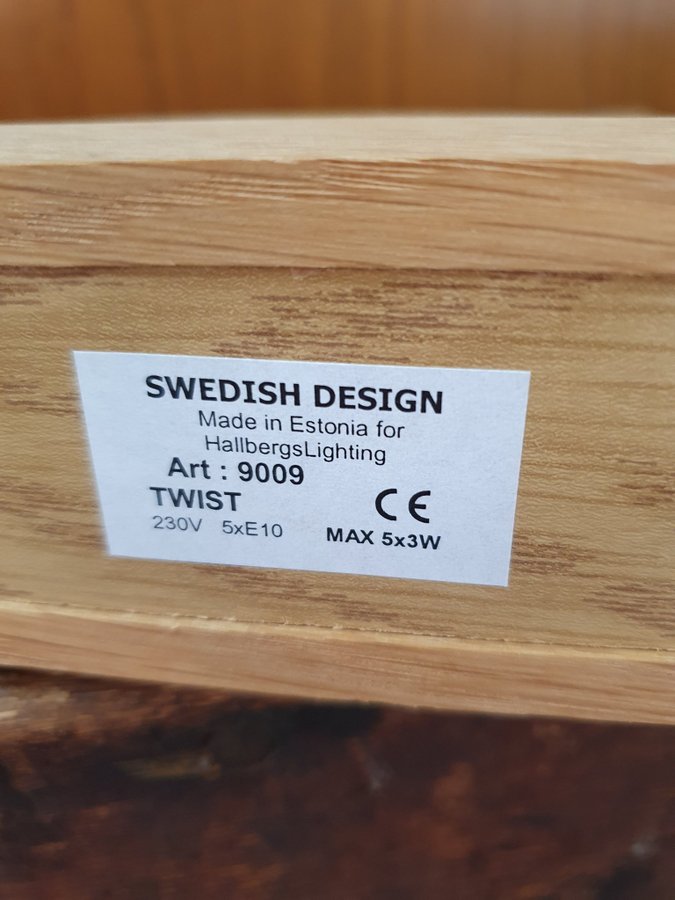 SWEDISH DESIGN
Made in Estonia for
HallbergsLighting
Art : 9009
TWIST CE
230V 5xE10 MAX 5x3W